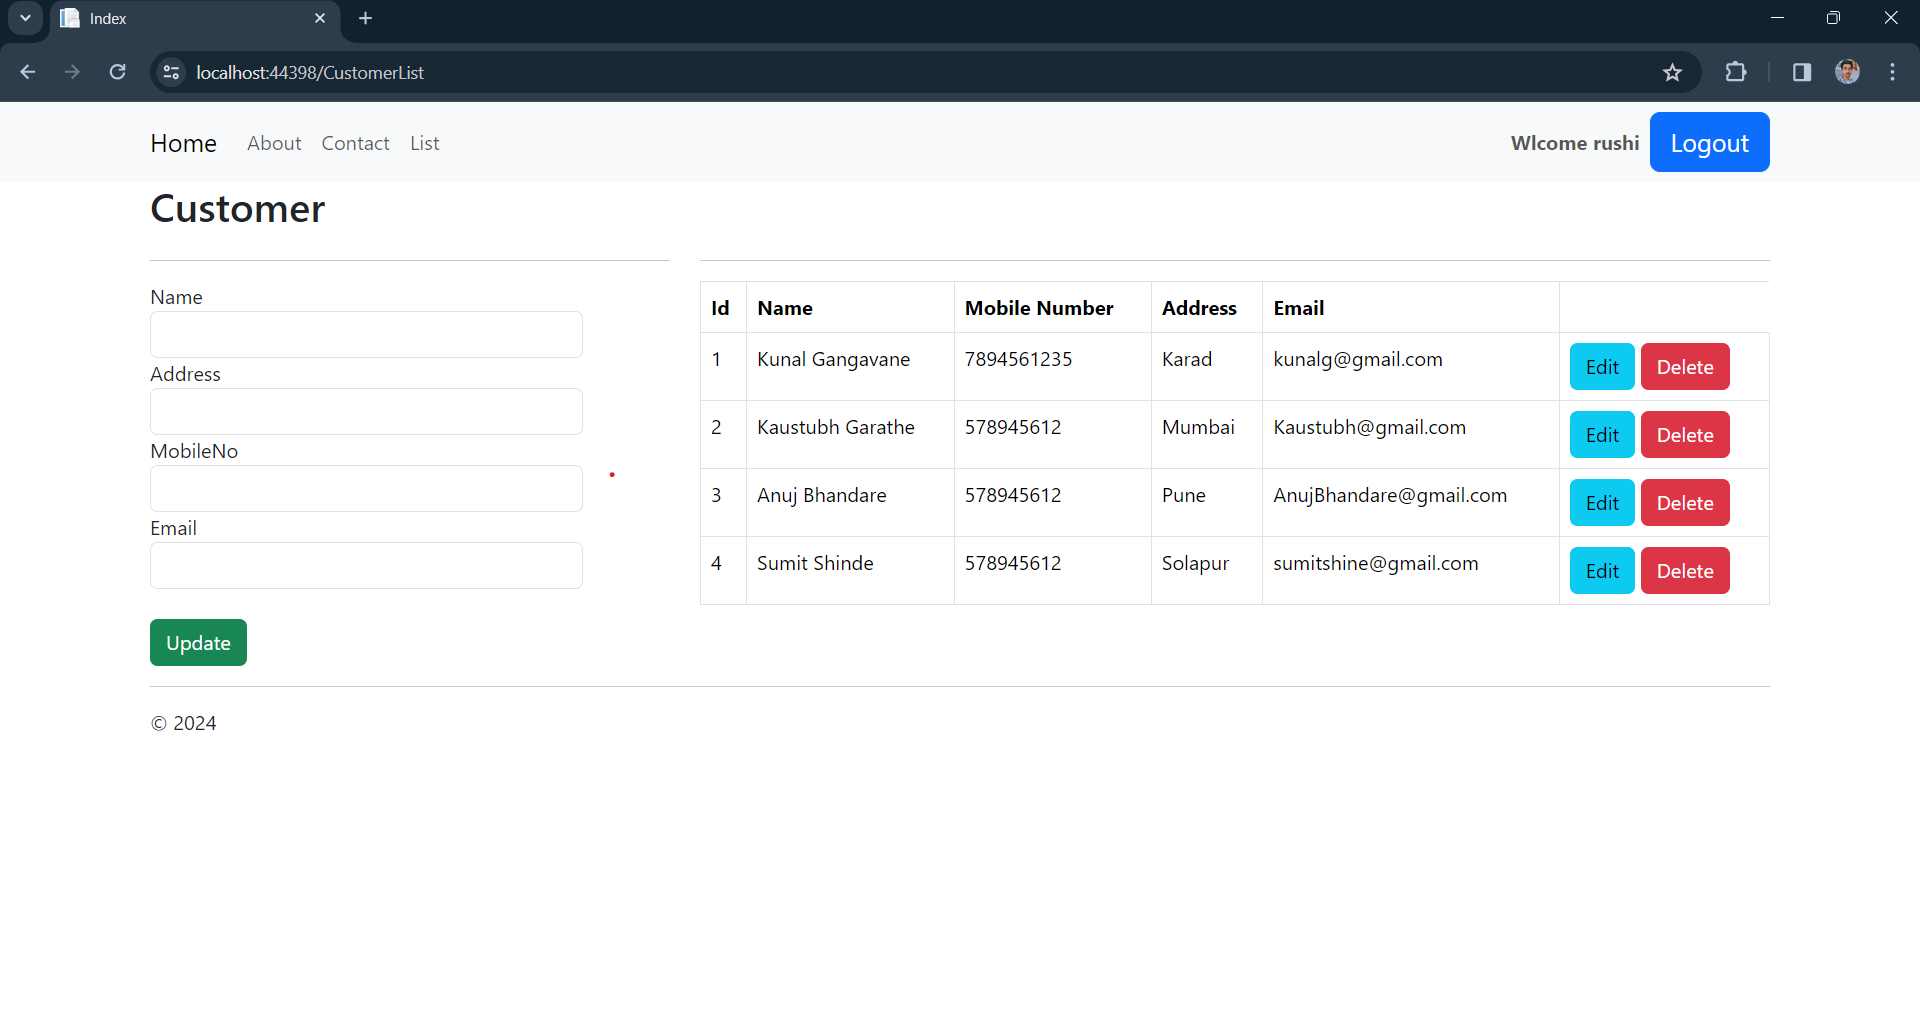 Index
localhost:44398/CustomerList
Home About Contact List Wlcome rushi Logout
Customer
Name
Address
MobileNo
Email
Update
Id Name Mobile Number Address Email
1 Kunal Gangavane 7894561235 Karad kunalg@gmail.com Edit Delete
2 Kaustubh Garathe 578945612 Mumbai Kaustubh@gmail.com Edit Delete
3 Anuj Bhandare 578945612 Pune AnujBhandare@gmail.com Edit Delete
4 Sumit Shinde 578945612 Solapur sumitshine@gmail.com Edit Delete
© 2024